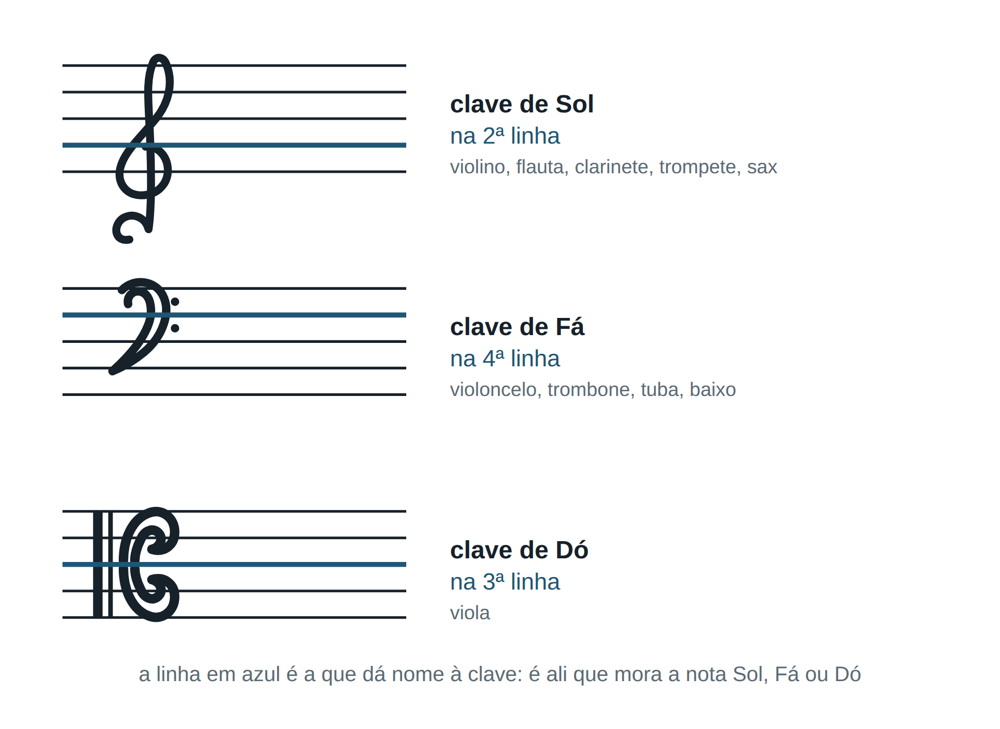 clave de Sol
na 2ª linha
violino, flauta, clarinete, trompete, sax
clave de Fá
na 4ª linha
violoncelo, trombone, tuba, baixo
clave de Dó
na 3ª linha
viola
a linha em azul é a que dá nome à clave: é ali que mora a nota Sol, Fá ou Dó